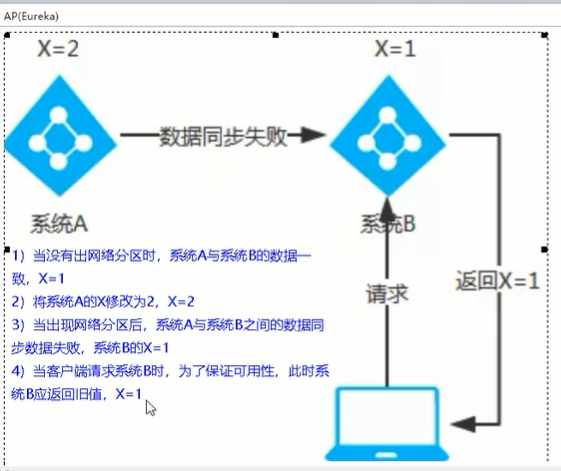 AP(Eureka)
X=2
X=1
数据同步失败
系统A
系统B
1）当没有出网络分区时，系统A与系统B的数据一
致，X=1
2）将系统A的X修改为2，X=2
3）当出现网络分区后，系统A与系统B之间的数据同
步数据失败，系统B的X=1
4）当客户端请求系统B时，为了保证可用性，此时系
统B应返回旧值，X=1
请求
返回X=1